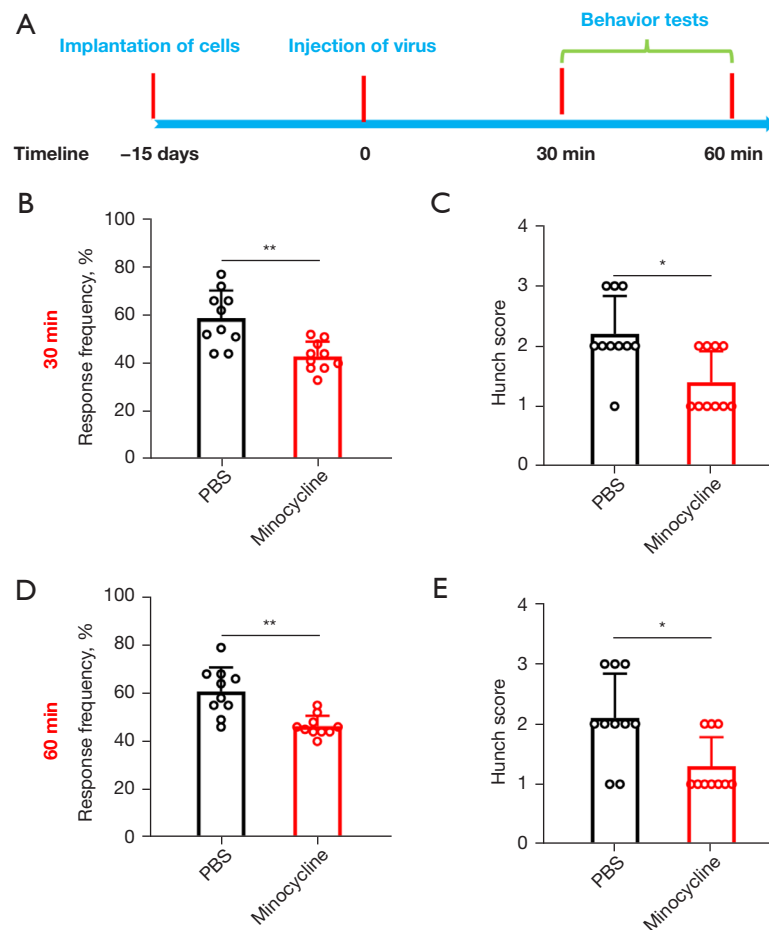 A
Implantation of cells
Injection of virus
Behavior tests
Timeline
−15 days
0
30 min
60 min
B
30 min
Response frequency, %
100
80
60
40
20
0
**
PBS
Minocycline
C
Hunch score
4
3
2
1
0
*
PBS
Minocycline
D
60 min
Response frequency, %
100
80
60
40
20
0
**
PBS
Minocycline
E
Hunch score
4
3
2
1
0
*
PBS
Minocycline